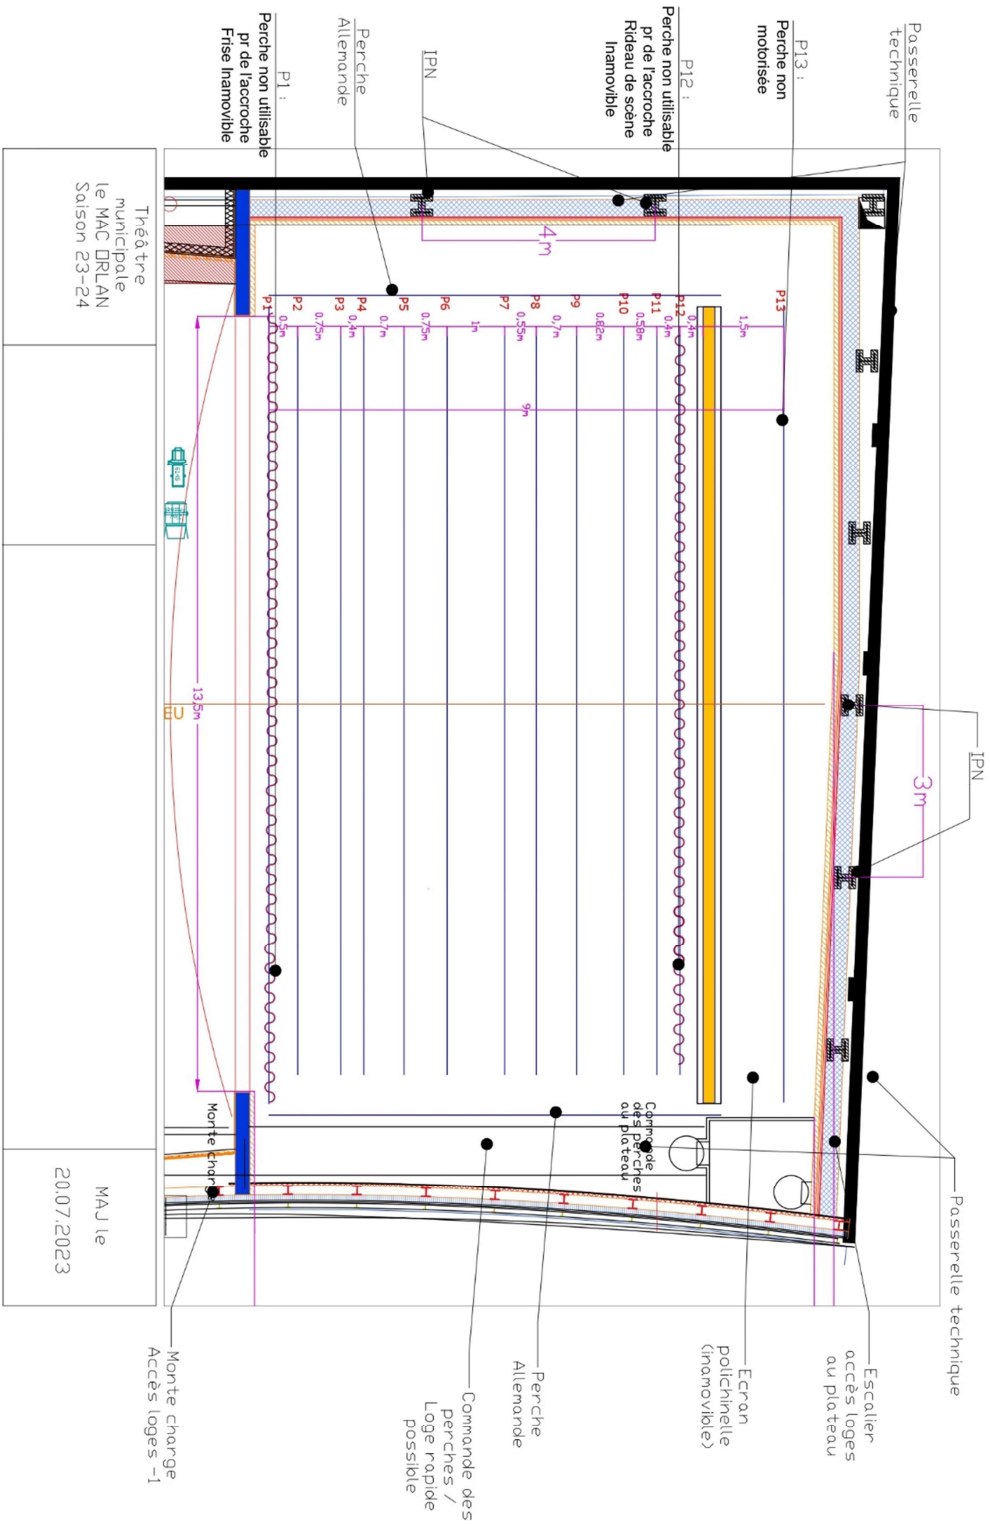 Passerelle
technique
P13 :
Perche non
motorisée
P12 :
Perche non utilisable
pr de l'accroche
Rideau de scène
Inamovible
IPN
Perche
Allemande
P1 :
Perche non utilisable
pr de l'accroche
Frise Inamovible
4m
P1
P2
P3
P4
P5
P6
P7
P8
P9
P10
P11
P12
P13
0.5m
0.75m
0,4m
0.7m
0.75m
1m
0.55m
0,7m
0.82m
0.58m
0.4m
0,4m
1,5m
9m
13,5m
EU
3m
IPN
Commande
des perches
au plateau
Monte charge
Passerelle technique
Escalier
accès loges
au plateau
Ecran
polichinelle
(inamovible)
Perche
Allemande
Commande des
perches /
Loge rapide
possible
Monte charge
Accès loges -1
Théâtre
municipale
le MAC ORLAN
Saison 23-24
MAJ le
20.07.2023